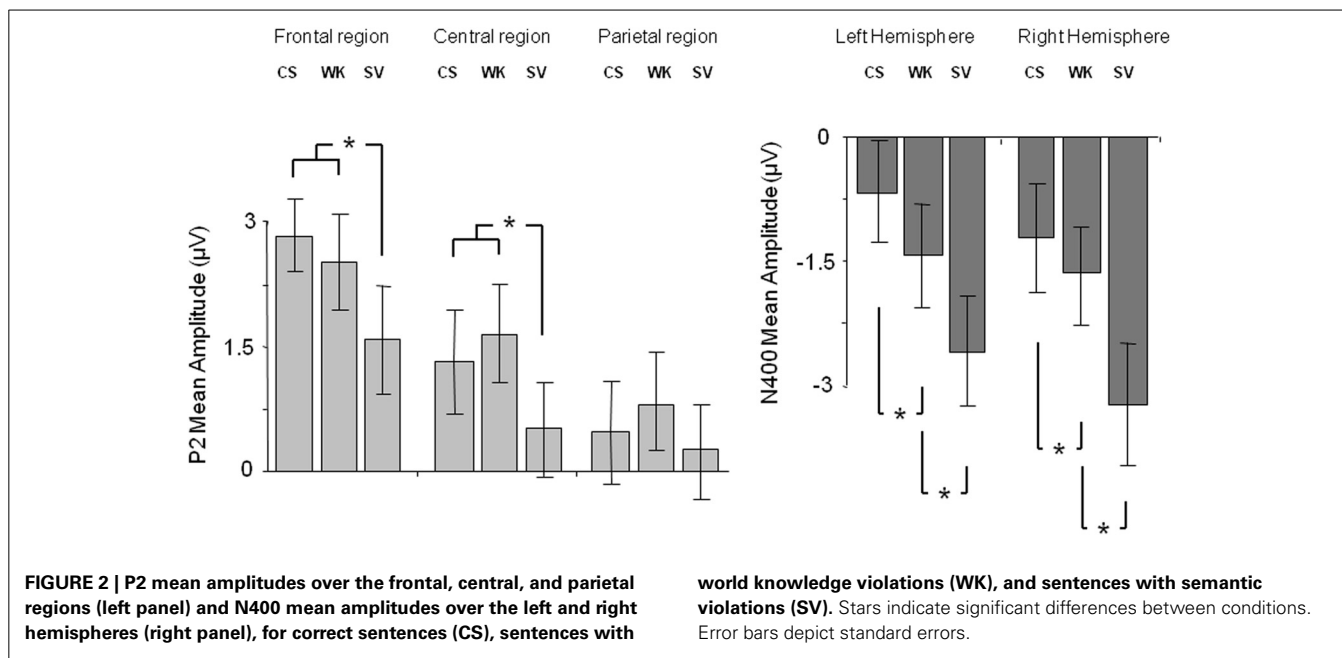 Frontal region Central region Parietal region
CS WK SV CS WK SV CS WK SV
P2 Mean Amplitude (µV)
3
1.5
0
*
*
Left Hemisphere Right Hemisphere
CS WK SV CS WK SV
N400 Mean Amplitude (µV)
0
-1.5
-3
*
*
*
*
FIGURE 2 | P2 mean amplitudes over the frontal, central, and parietal
regions (left panel) and N400 mean amplitudes over the left and right
hemispheres (right panel), for correct sentences (CS), sentences with
world knowledge violations (WK), and sentences with semantic
violations (SV). Stars indicate significant differences between conditions.
Error bars depict standard errors.